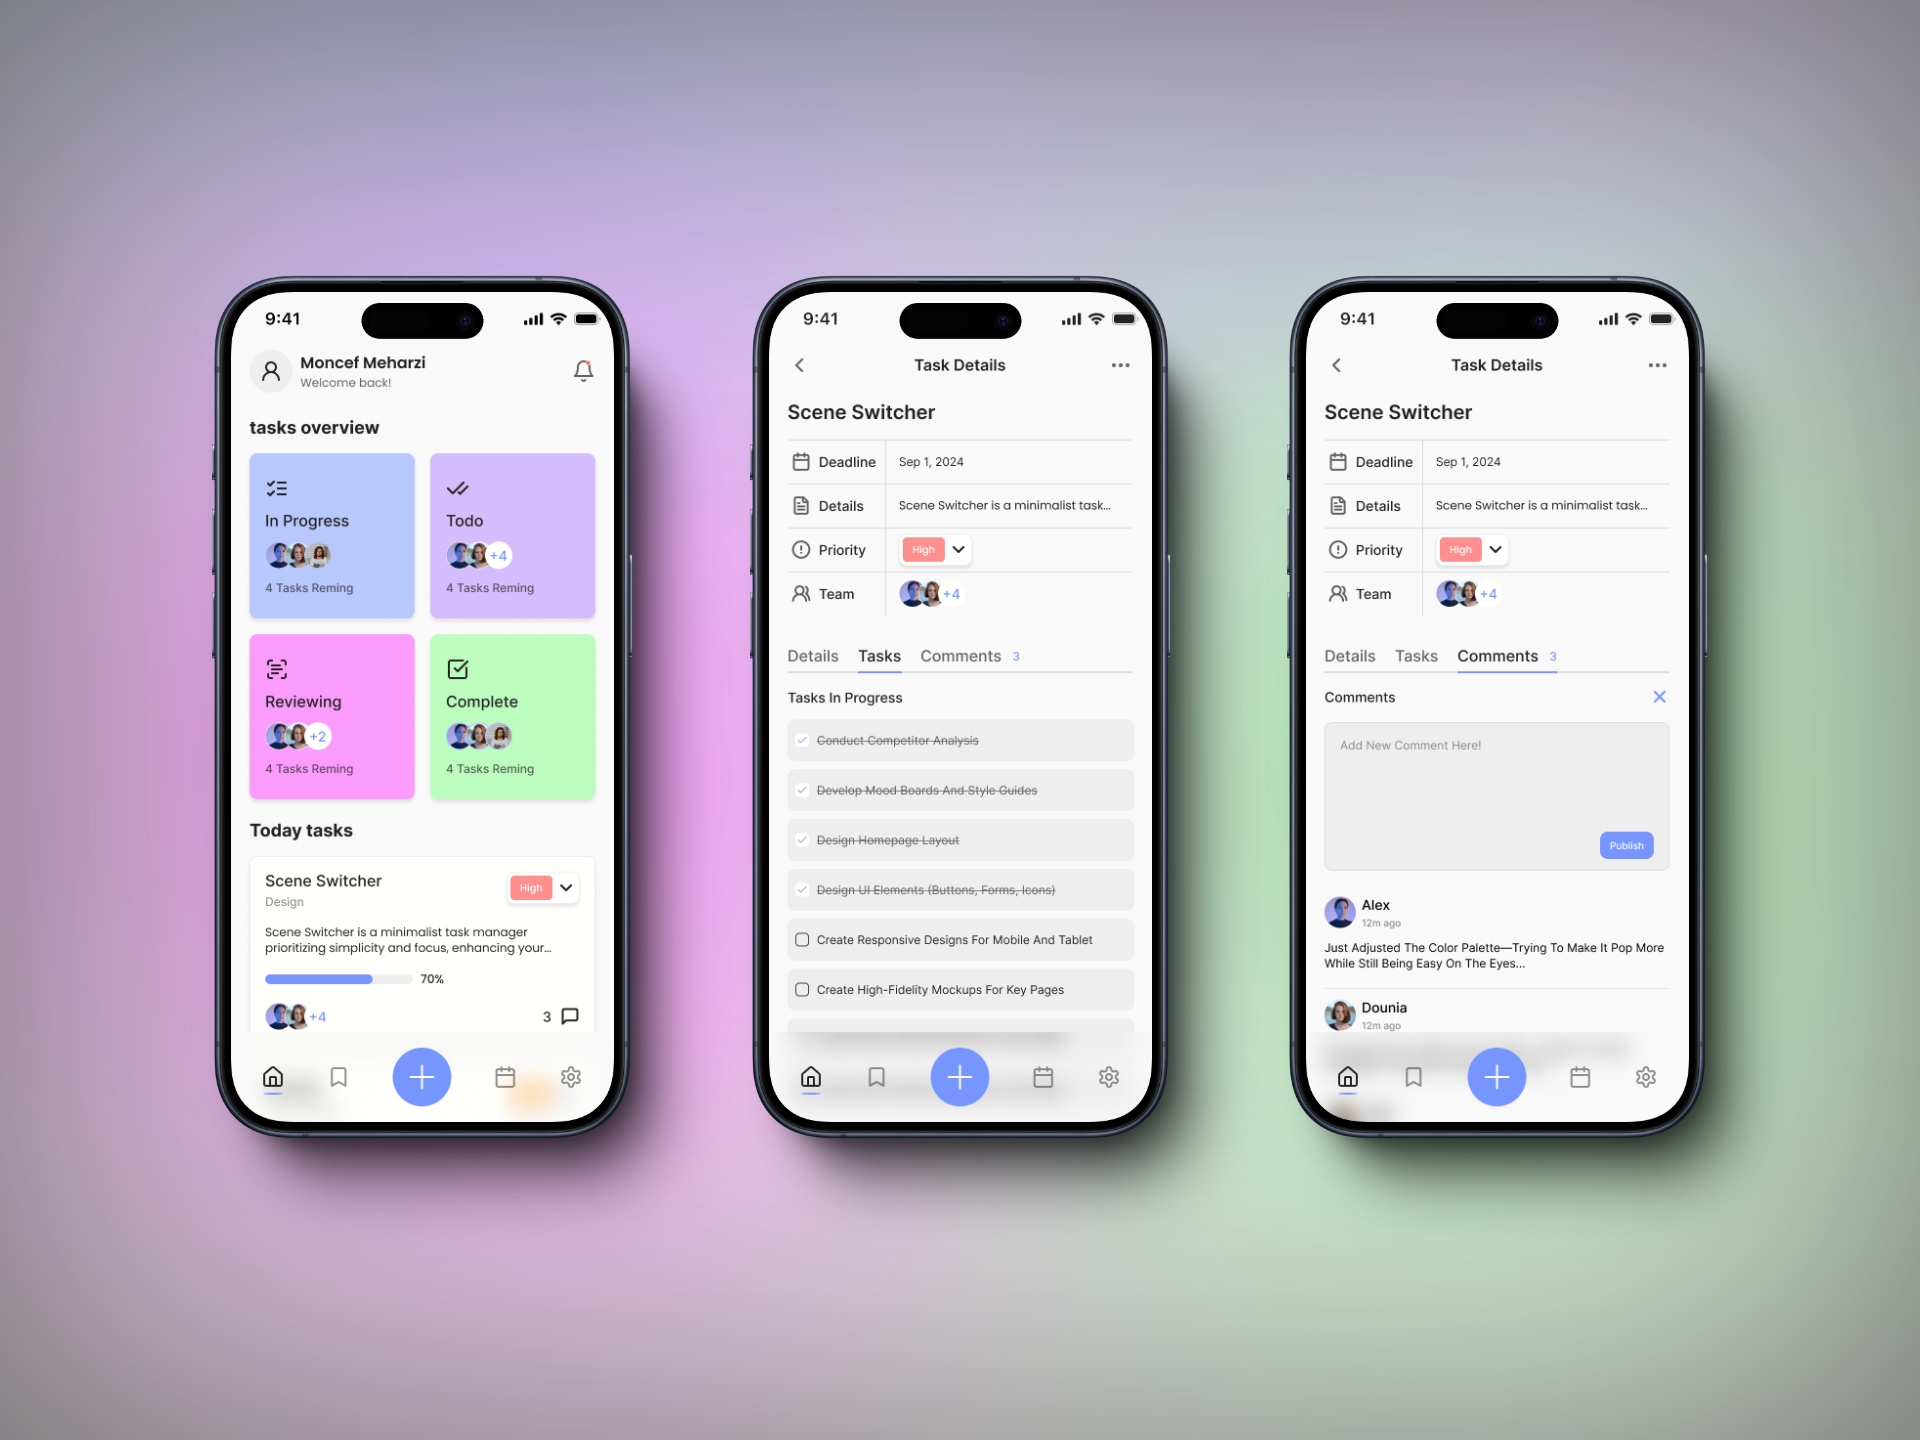 9:41
Moncef Meharzi
Welcome back!
tasks overview
In Progress
4 Tasks Reming
Todo
+4
4 Tasks Reming
Reviewing
+2
4 Tasks Reming
Complete
4 Tasks Reming
Today tasks
Scene Switcher
High
Design
Scene Switcher is a minimalist task manager
prioritizing simplicity and focus, enhancing your...
70%
+4
3
9:41
Task Details
Scene Switcher
Deadline
Sep 1, 2024
Details
Scene Switcher is a minimalist task...
Priority
High
Team
+4
Details
Tasks
Comments 3
Tasks In Progress
Conduct Competitor Analysis
Develop Mood Boards And Style Guides
Design Homepage Layout
Design UI Elements (Buttons, Forms, Icons)
Create Responsive Designs For Mobile And Tablet
Create High-Fidelity Mockups For Key Pages
9:41
Task Details
Scene Switcher
Deadline
Sep 1, 2024
Details
Scene Switcher is a minimalist task...
Priority
High
Team
+4
Details
Tasks
Comments 3
Comments
Add New Comment Here!
Publish
Alex
12m ago
Just Adjusted The Color Palette—Trying To Make It Pop More
While Still Being Easy On The Eyes...
Dounia
12m ago